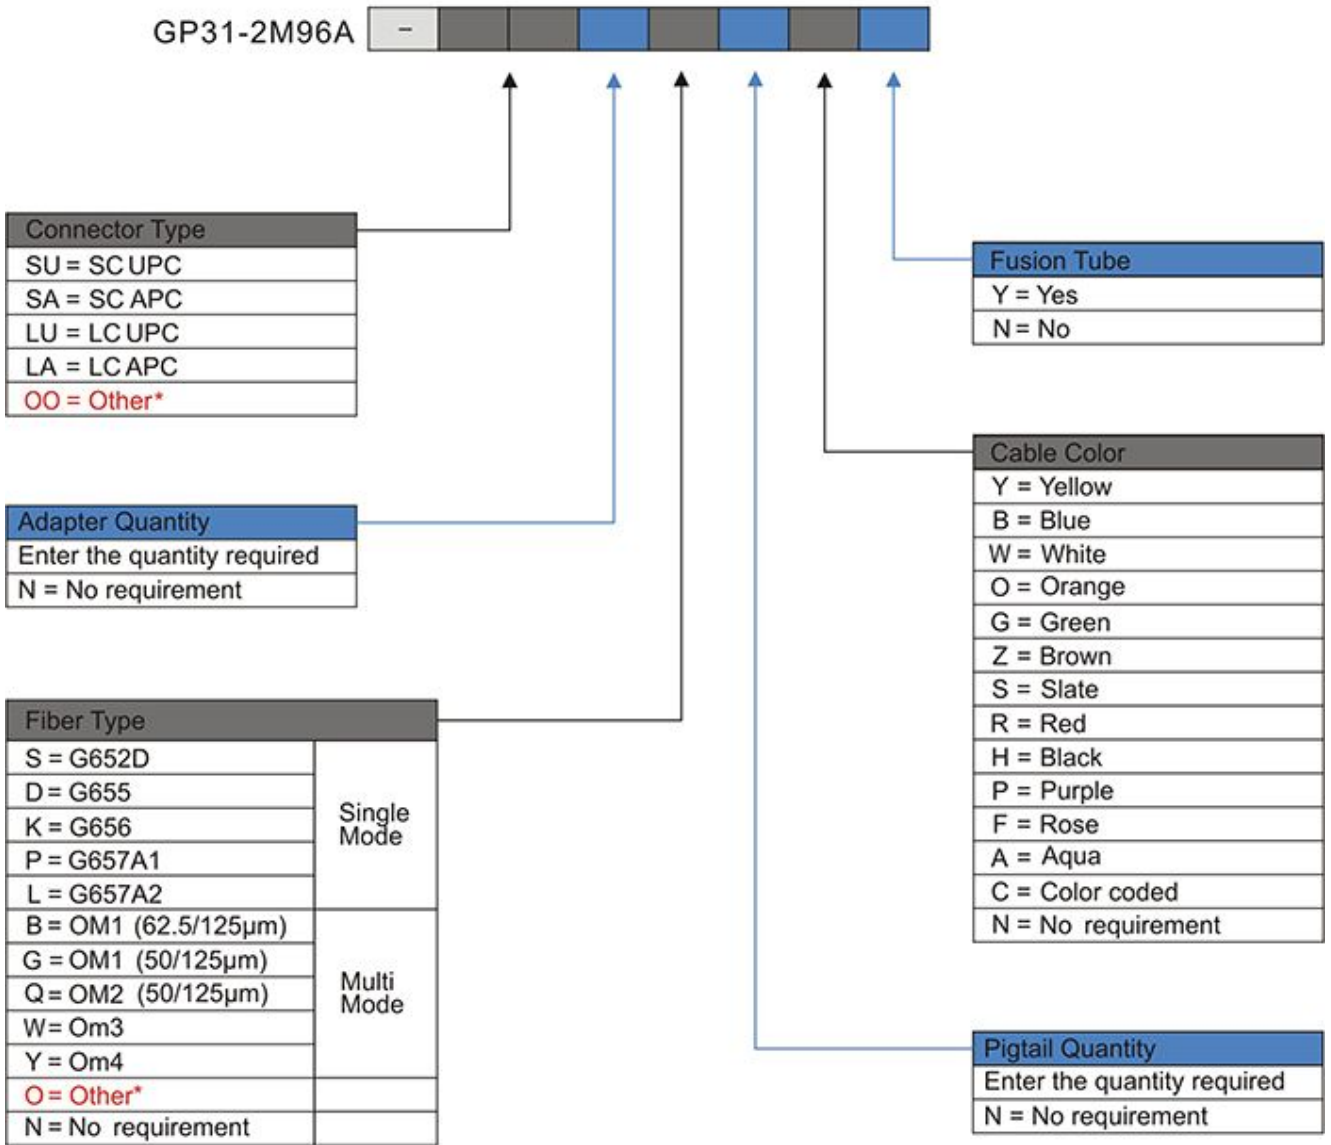 GP31-2M96A -
Connector Type
SU = SC UPC
SA = SC APC
LU = LC UPC
LA = LC APC
OO = Other*
Adapter Quantity
Enter the quantity required
N = No requirement
Fiber Type
S = G652D
D = G655
K = G656
P = G657A1
L = G657A2
Single
Mode
B = OM1 (62.5/125µm)
G = OM1 (50/125µm)
Q = OM2 (50/125µm)
W = Om3
Y = Om4
Multi
Mode
O = Other*
N = No requirement
Fusion Tube
Y = Yes
N = No
Cable Color
Y = Yellow
B = Blue
W = White
O = Orange
G = Green
Z = Brown
S = Slate
R = Red
H = Black
P = Purple
F = Rose
A = Aqua
C = Color coded
N = No requirement
Pigtail Quantity
Enter the quantity required
N = No requirement